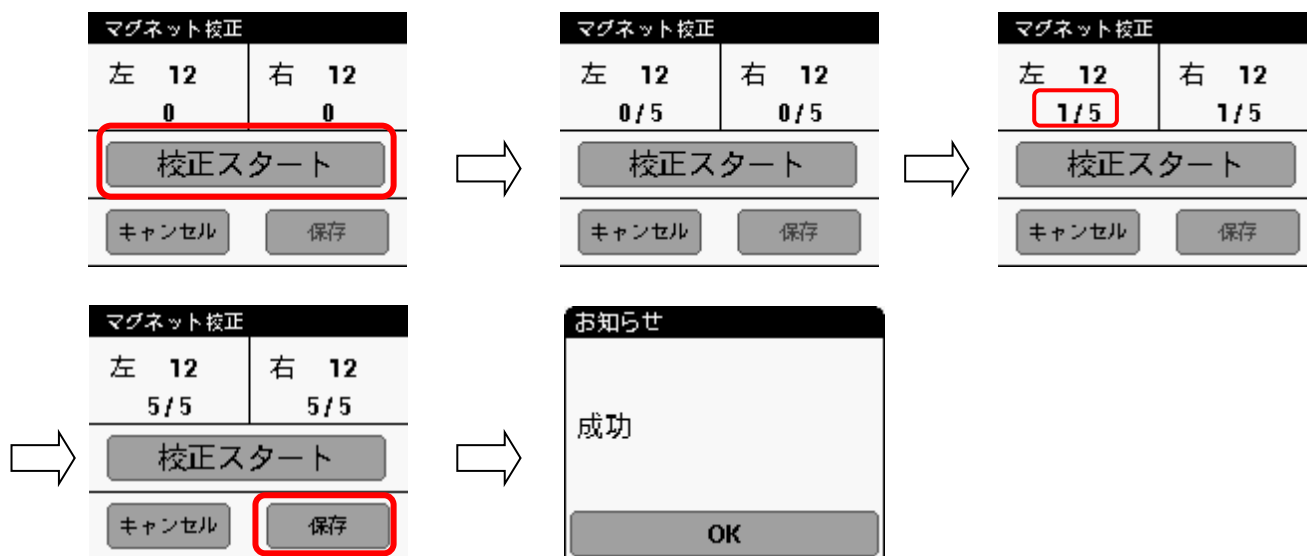 マグネット校正
左 12 右 12
0 0
校正スタート
キャンセル 保存
マグネット校正
左 12 右 12
0/5 0/5
校正スタート
キャンセル 保存
マグネット校正
左 12 右 12
1/5 1/5
校正スタート
キャンセル 保存
マグネット校正
左 12 右 12
5/5 5/5
校正スタート
キャンセル 保存
お知らせ
成功
OK